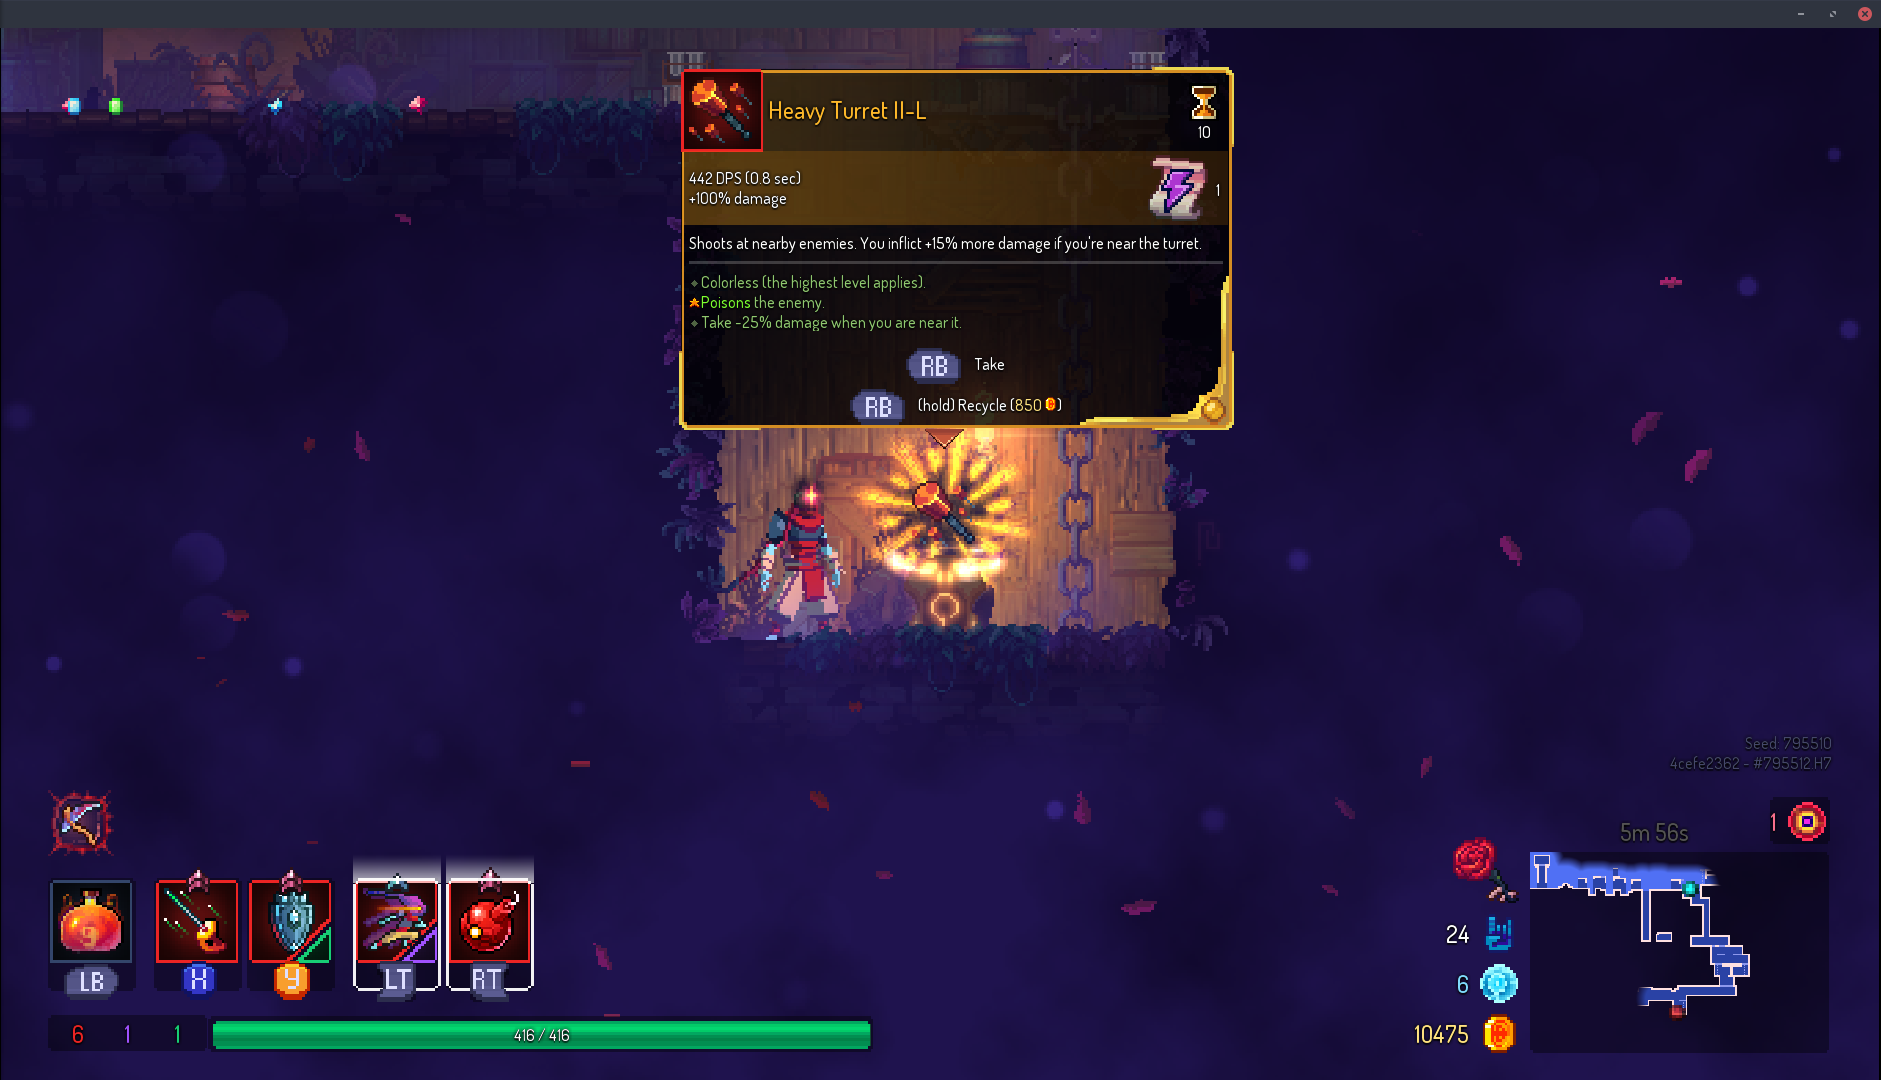 Heavy Turret II-L
10
442 DPS (0.8 sec)
+100% damage
1
Shoots at nearby enemies. You inflict +15% more damage if you're near the turret.
Colorless (the highest level applies).
Poisons the enemy.
Take -25% damage when you are near it.
RB Take
RB (hold) Recycle (850)
Seed: 795510
4cefe2362 - #795512.H7
5m 56s
1
9
LB
X
Y
LT
RT
24
6
10475
6 1 1
416 / 416